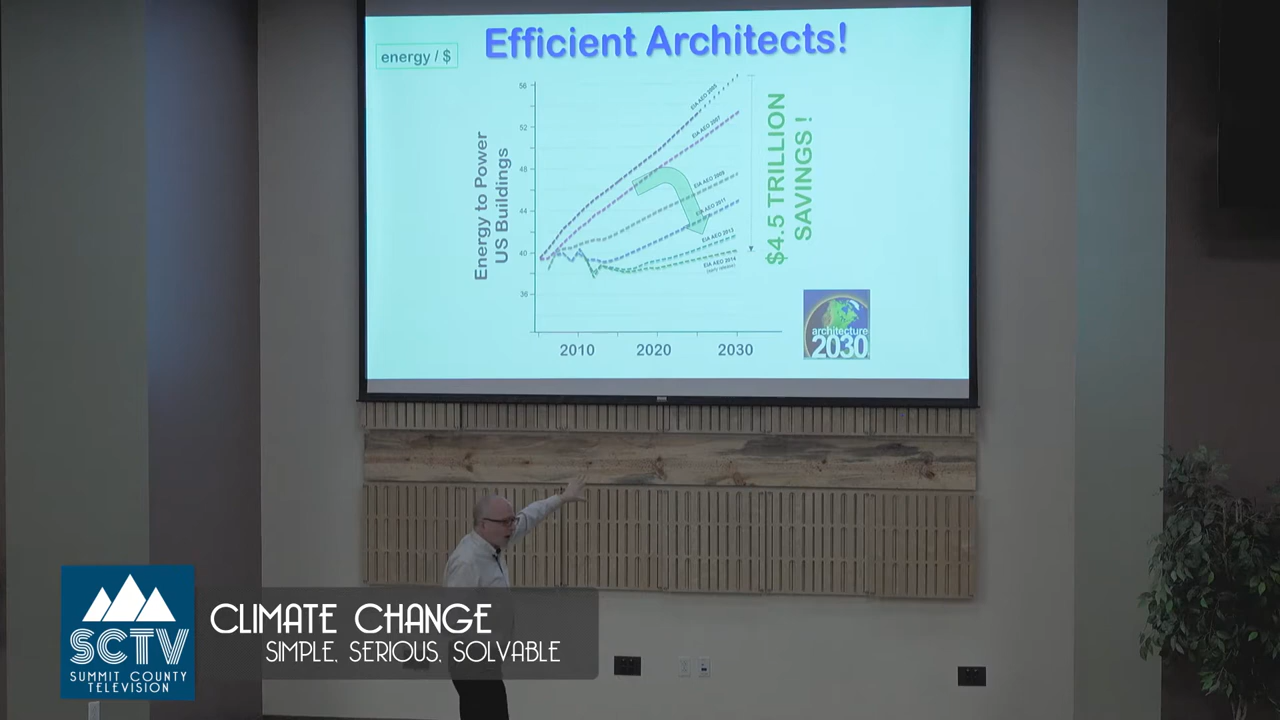 Efficient Architects!
energy / $
Energy to Power
US Buildings
56
52
48
44
40
36
2010
2020
2030
EIA AEO 2005
EIA AEO 2007
EIA AEO 2009
EIA AEO 2011
EIA AEO 2013
EIA AEO 2014
$4.5 TRILLION
SAVINGS !
architecture
2030
SCTV
SUMMIT COUNTY
TELEVISION
CLIMATE CHANGE
SIMPLE, SERIOUS, SOLVABLE